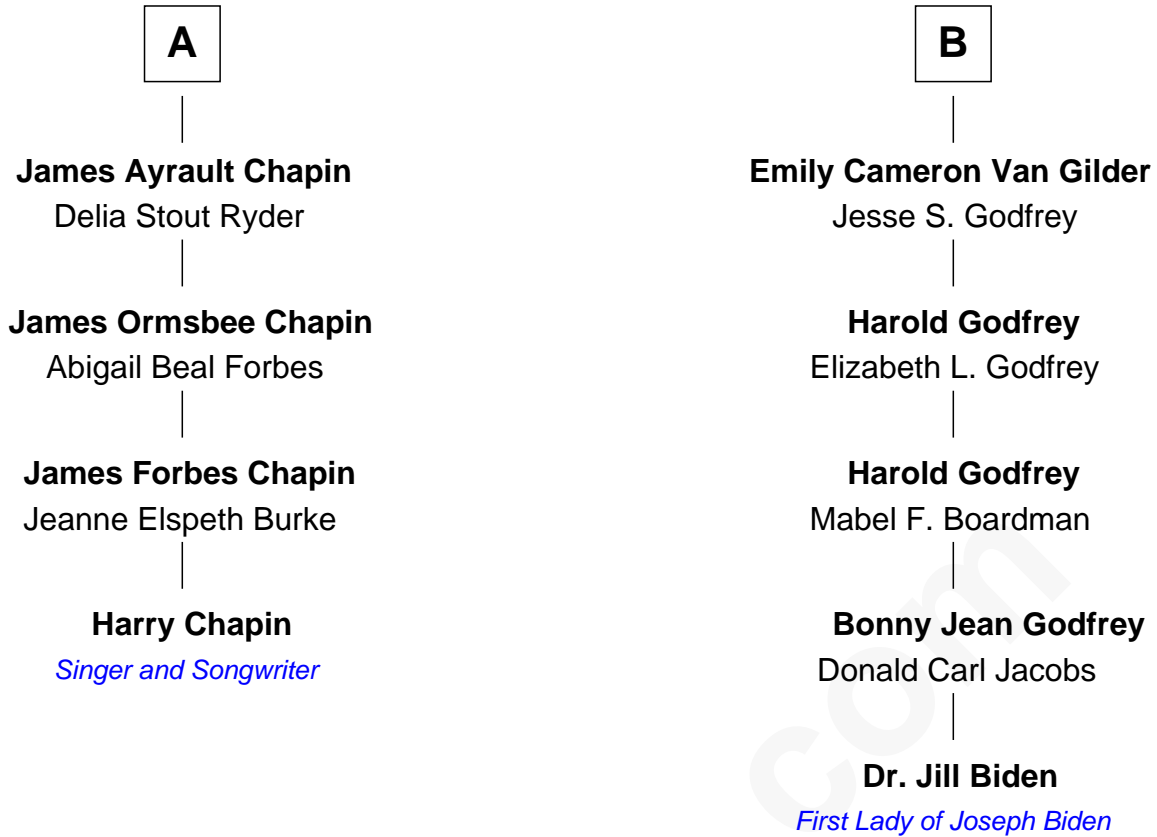 A
James Ayrault Chapin
Delia Stout Ryder
James Ormsbee Chapin
Abigail Beal Forbes
James Forbes Chapin
Jeanne Elspeth Burke
Harry Chapin
Singer and Songwriter
B
Emily Cameron Van Gilder
Jesse S. Godfrey
Harold Godfrey
Elizabeth L. Godfrey
Harold Godfrey
Mabel F. Boardman
Bonny Jean Godfrey
Donald Carl Jacobs
Dr. Jill Biden
First Lady of Joseph Biden
com